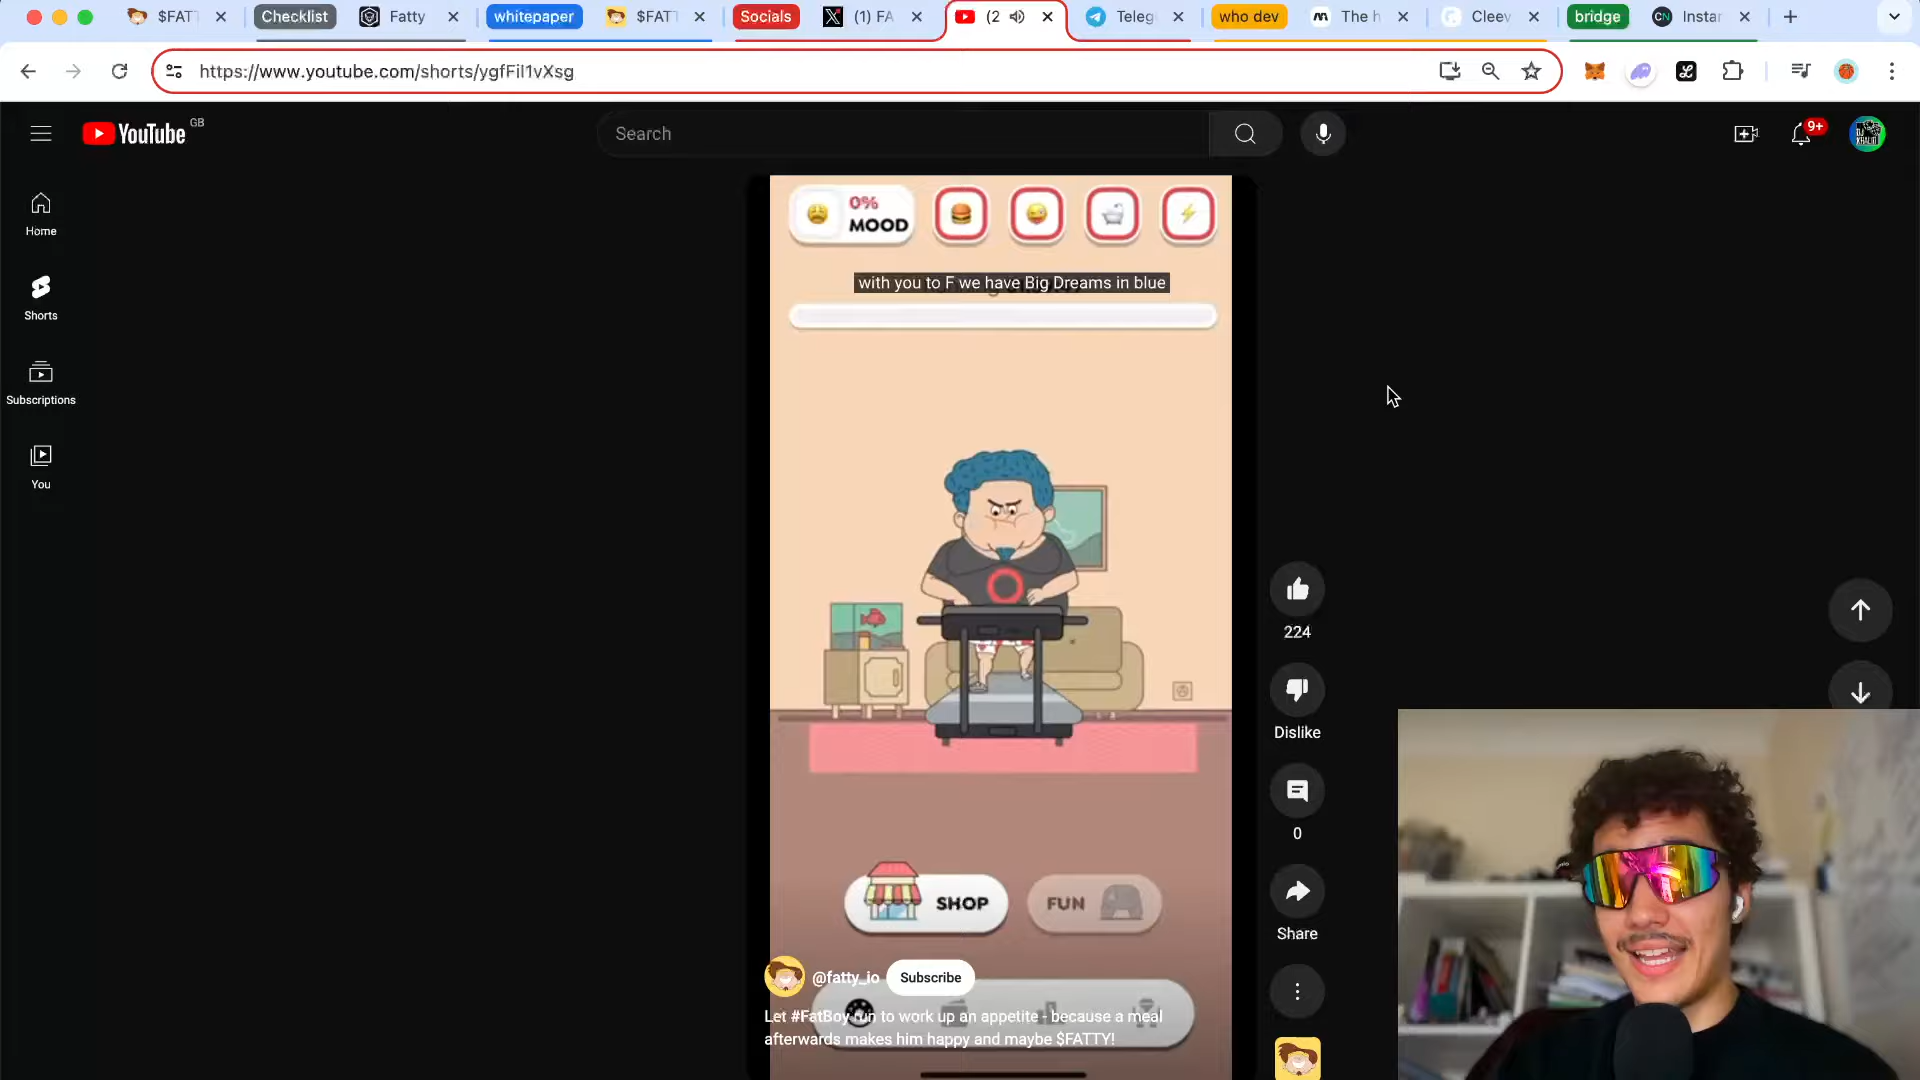 $FAT
Checklist
Fatty
whitepaper
$FAT
Socials
(1) FA
(2
Teleg
who dev
The h
Cleev
bridge
Instar
https://www.youtube.com/shorts/ygfFil1vXsg
YouTube GB
Search
9+
Home
Shorts
Subscriptions
You
0%
MOOD
with you to F we have Big Dreams in blue
224
Dislike
0
Share
SHOP
FUN
@fatty_io
Subscribe
Let #FatBoy run to work up an appetite - because a meal
afterwards makes him happy and maybe $FATTY!